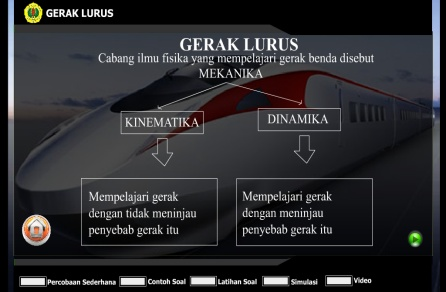 GERAK LURUS
GERAK LURUS
Cabang ilmu fisika yang mempelajari gerak benda disebut
MEKANIKA
KINEMATIKA
DINAMIKA
Mempelajari gerak
dengan tidak meninjau
penyebab gerak itu
Mempelajari gerak
dengan meninjau
penyebab gerak itu
Percobaan Sederhana
Contoh Soal
Latihan Soal
Simulasi
Video